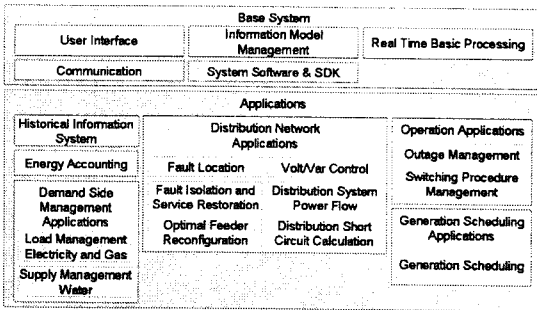 Base System
User Interface
Information Model
Management
Real Time Basic Processing
Communication
System Software & SDK
Applications
Historical Information
System
Energy Accounting
Demand Side
Management
Applications
Load Management
Electricity and Gas
Supply Management
Water
Distribution Network
Applications
Fault Location
Volt/Var Control
Fault Isolation and
Service Restoration
Distribution System
Power Flow
Optimal Feeder
Reconfiguration
Distribution Short
Circuit Calculation
Operation Applications
Outage Management
Switching Procedure
Management
Generation Scheduling
Applications
Generation Scheduling